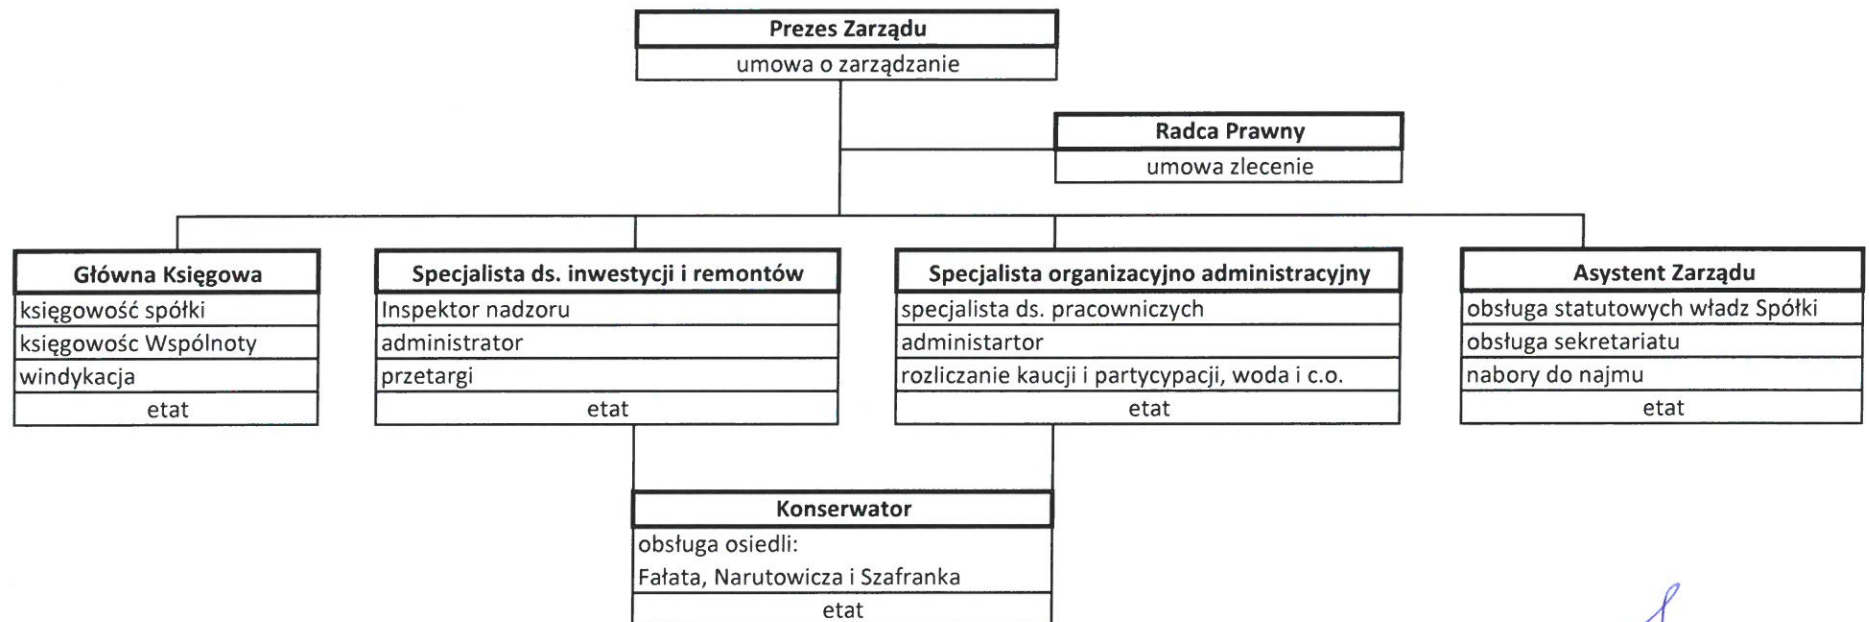 Prezes Zarządu
umowa o zarządzanie
Radca Prawny
umowa zlecenie
Główna Księgowa
księgowość spółki
księgowośc Wspólnoty
windykacja
etat
Specjalista ds. inwestycji i remontów
Inspektor nadzoru
administrator
przetargi
etat
Specjalista organizacyjno administracyjny
specjalista ds. pracowniczych
administartor
rozliczanie kaucji i partycypacji, woda i c.o.
etat
Asystent Zarządu
obsługa statutowych władz Spółki
obsługa sekretariatu
nabory do najmu
etat
Konserwator
obsługa osiedli:
Fałata, Narutowicza i Szafranka
etat